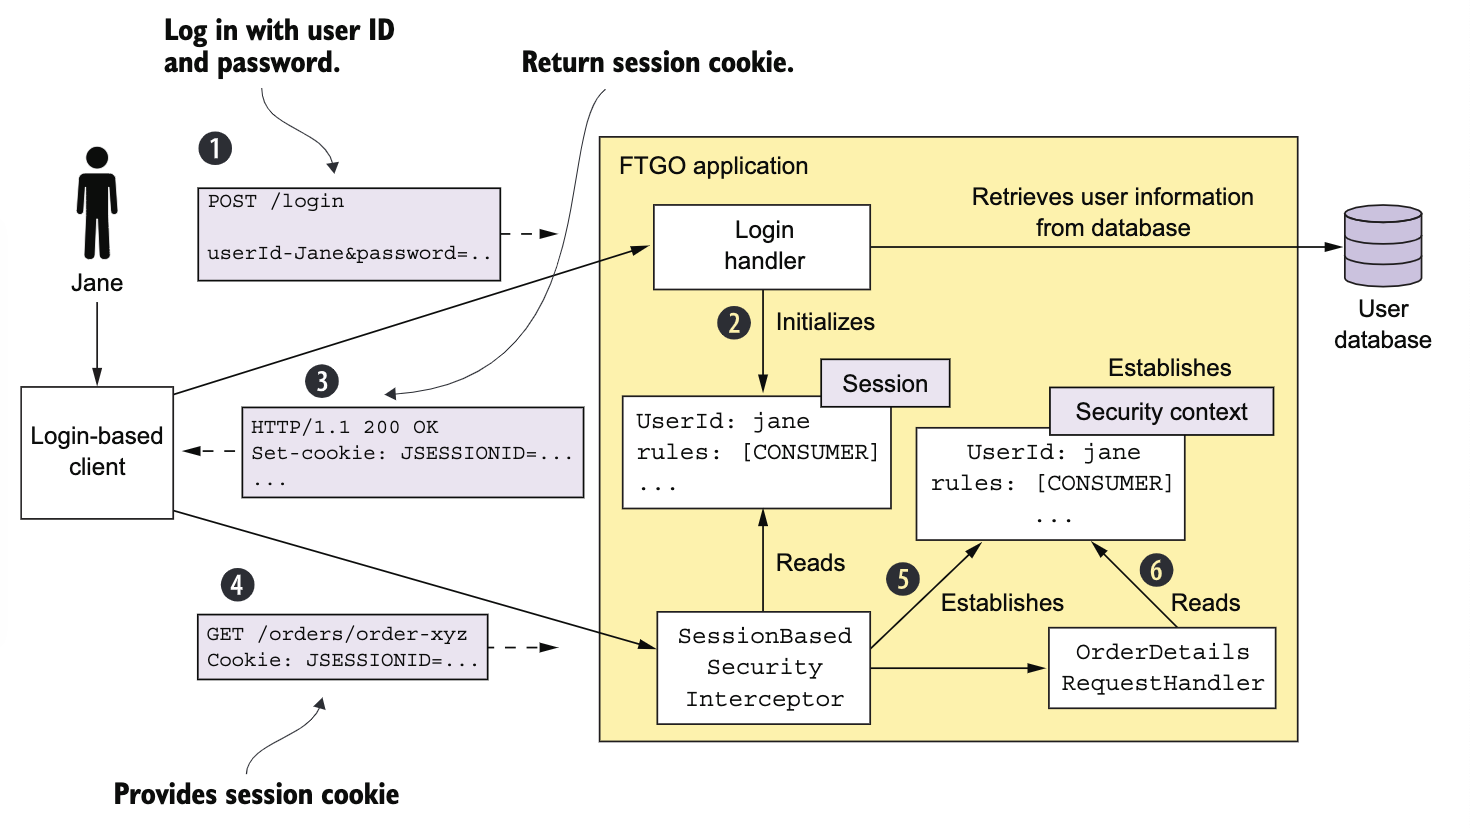 Log in with user ID
and password.
Return session cookie.
1
POST /login
userId-Jane&password=..
Jane
FTGO application
Login
handler
Retrieves user information
from database
User
database
2
Initializes
3
HTTP/1.1 200 OK
Set-cookie: JSESSIONID=...
...
Login-based
client
Session
UserId: jane
rules: [CONSUMER]
...
Establishes
Security context
UserId: jane
rules: [CONSUMER]
...
Reads
4
GET /orders/order-xyz
Cookie: JSESSIONID=...
5
Establishes
6
Reads
SessionBased
Security
Interceptor
OrderDetails
RequestHandler
Provides session cookie